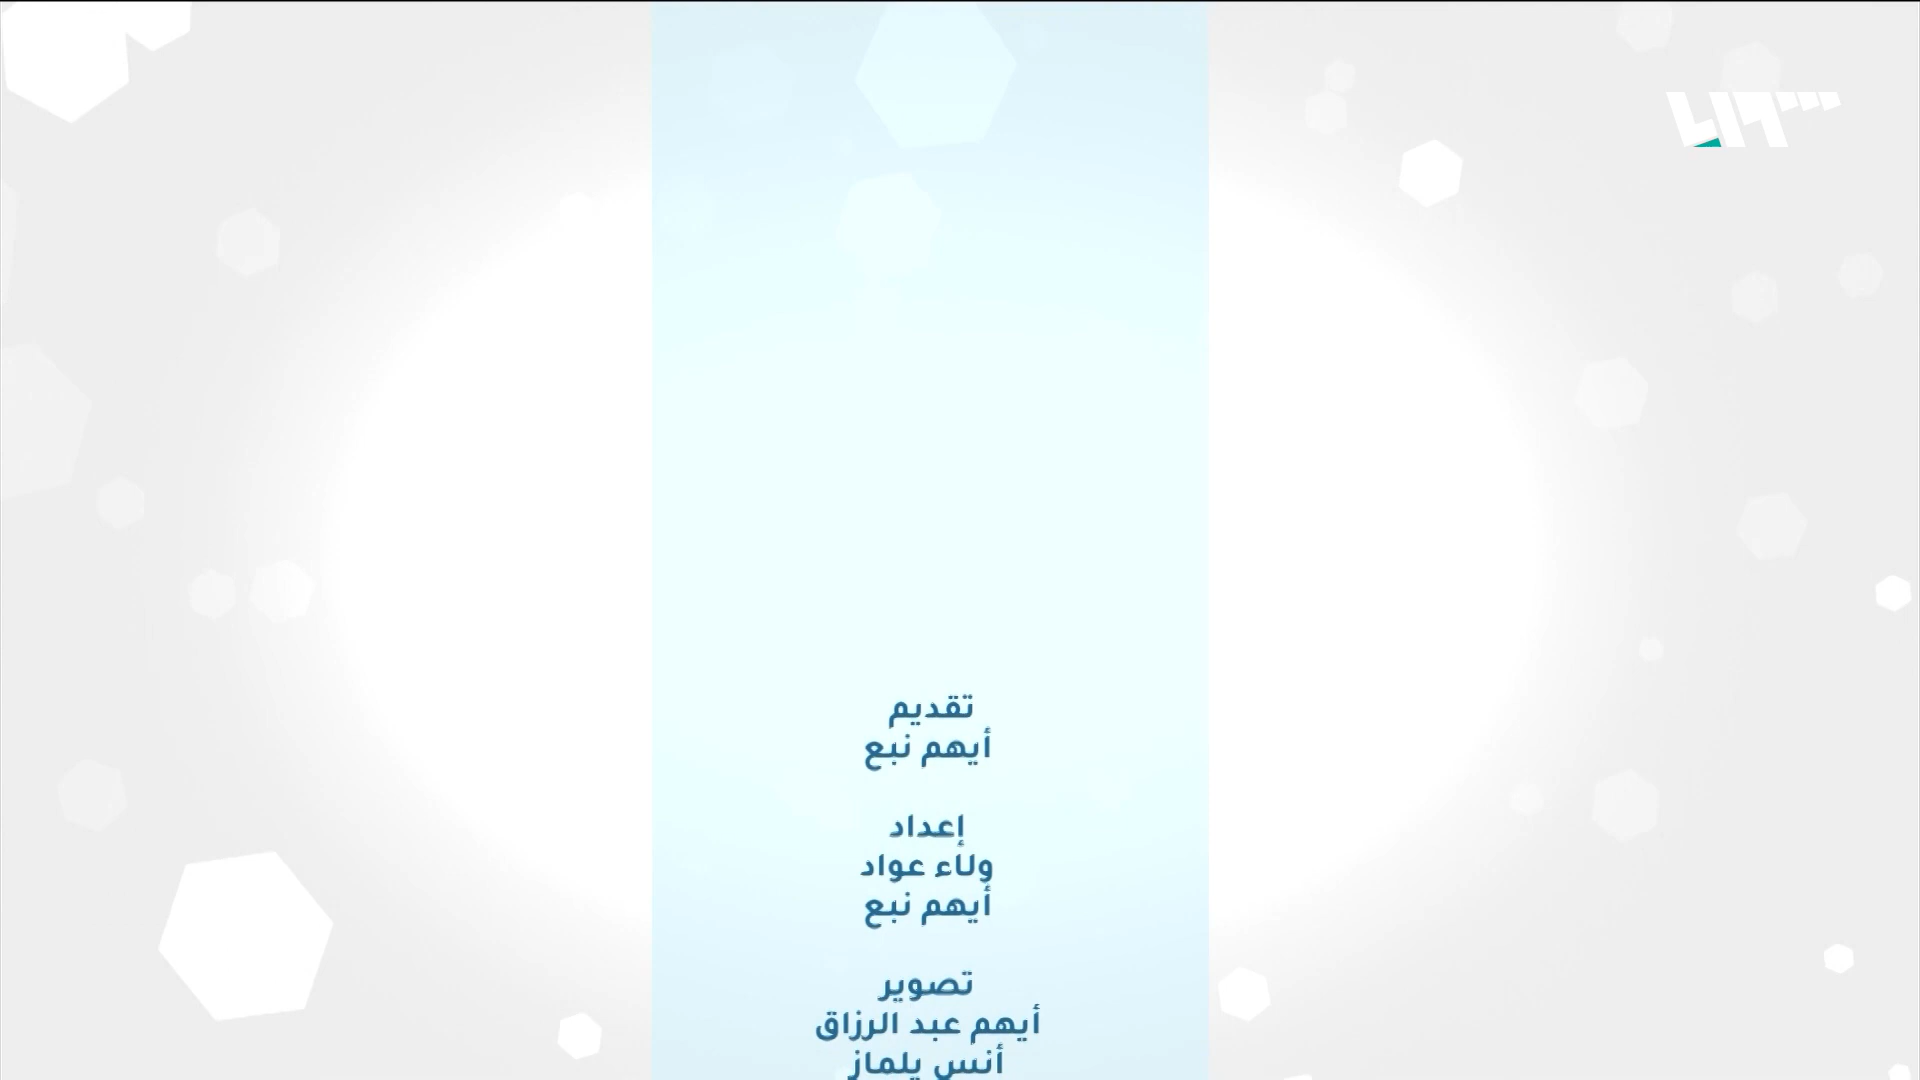 تقديم
أيهم نبع
إعداد
ولاء عواد
أيهم نبع
تصوير
أيهم عبد الرزاق
أنس يلماز